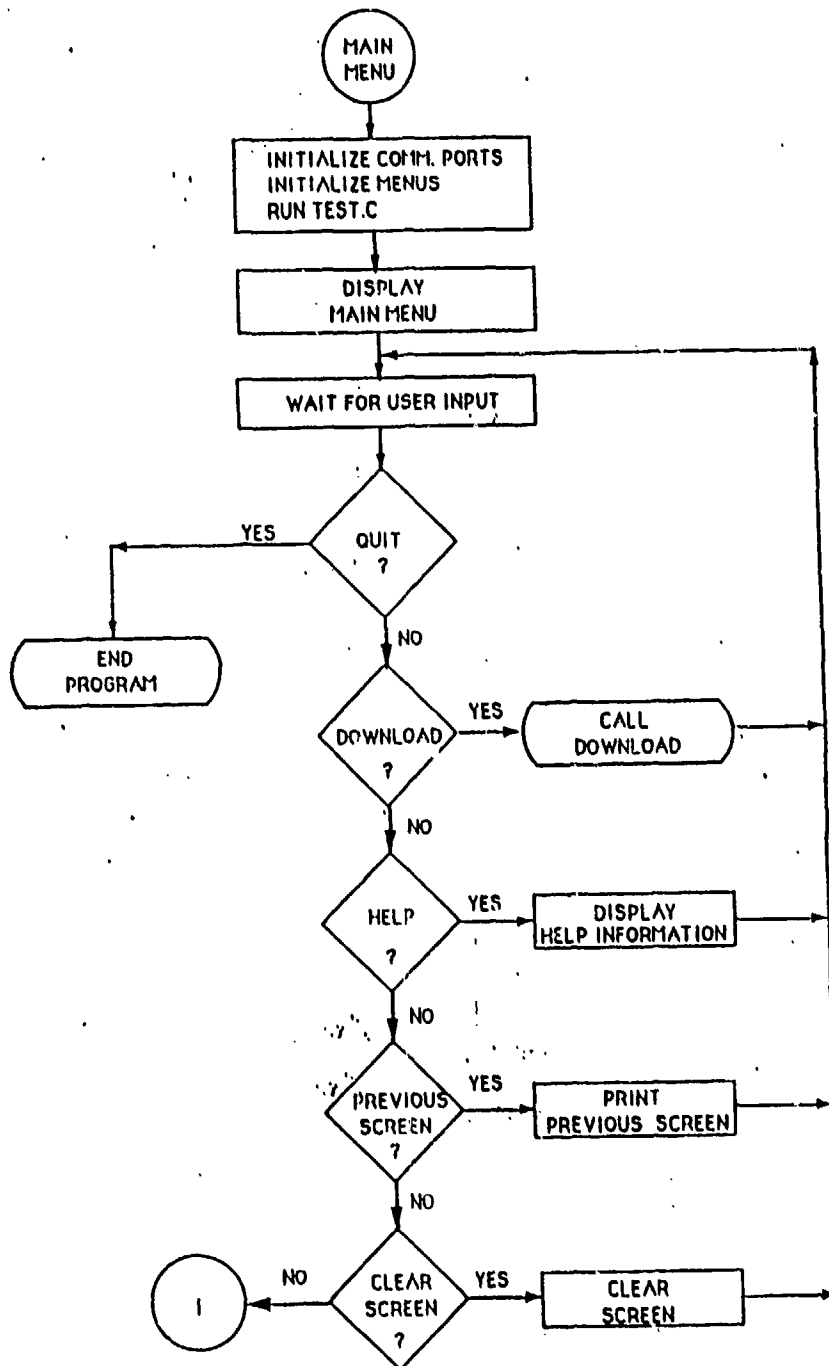 MAIN
MENU
INITIALIZE COMM. PORTS
INITIALIZE MENUS
RUN TEST.C
DISPLAY
MAIN MENU
WAIT FOR USER INPUT
QUIT
?
YES
END
PROGRAM
NO
DOWNLOAD
?
YES
CALL
DOWNLOAD
NO
HELP
?
YES
DISPLAY
HELP INFORMATION
NO
PREVIOUS
SCREEN
?
YES
PRINT
PREVIOUS SCREEN
NO
CLEAR
SCREEN
?
NO
1
YES
CLEAR
SCREEN